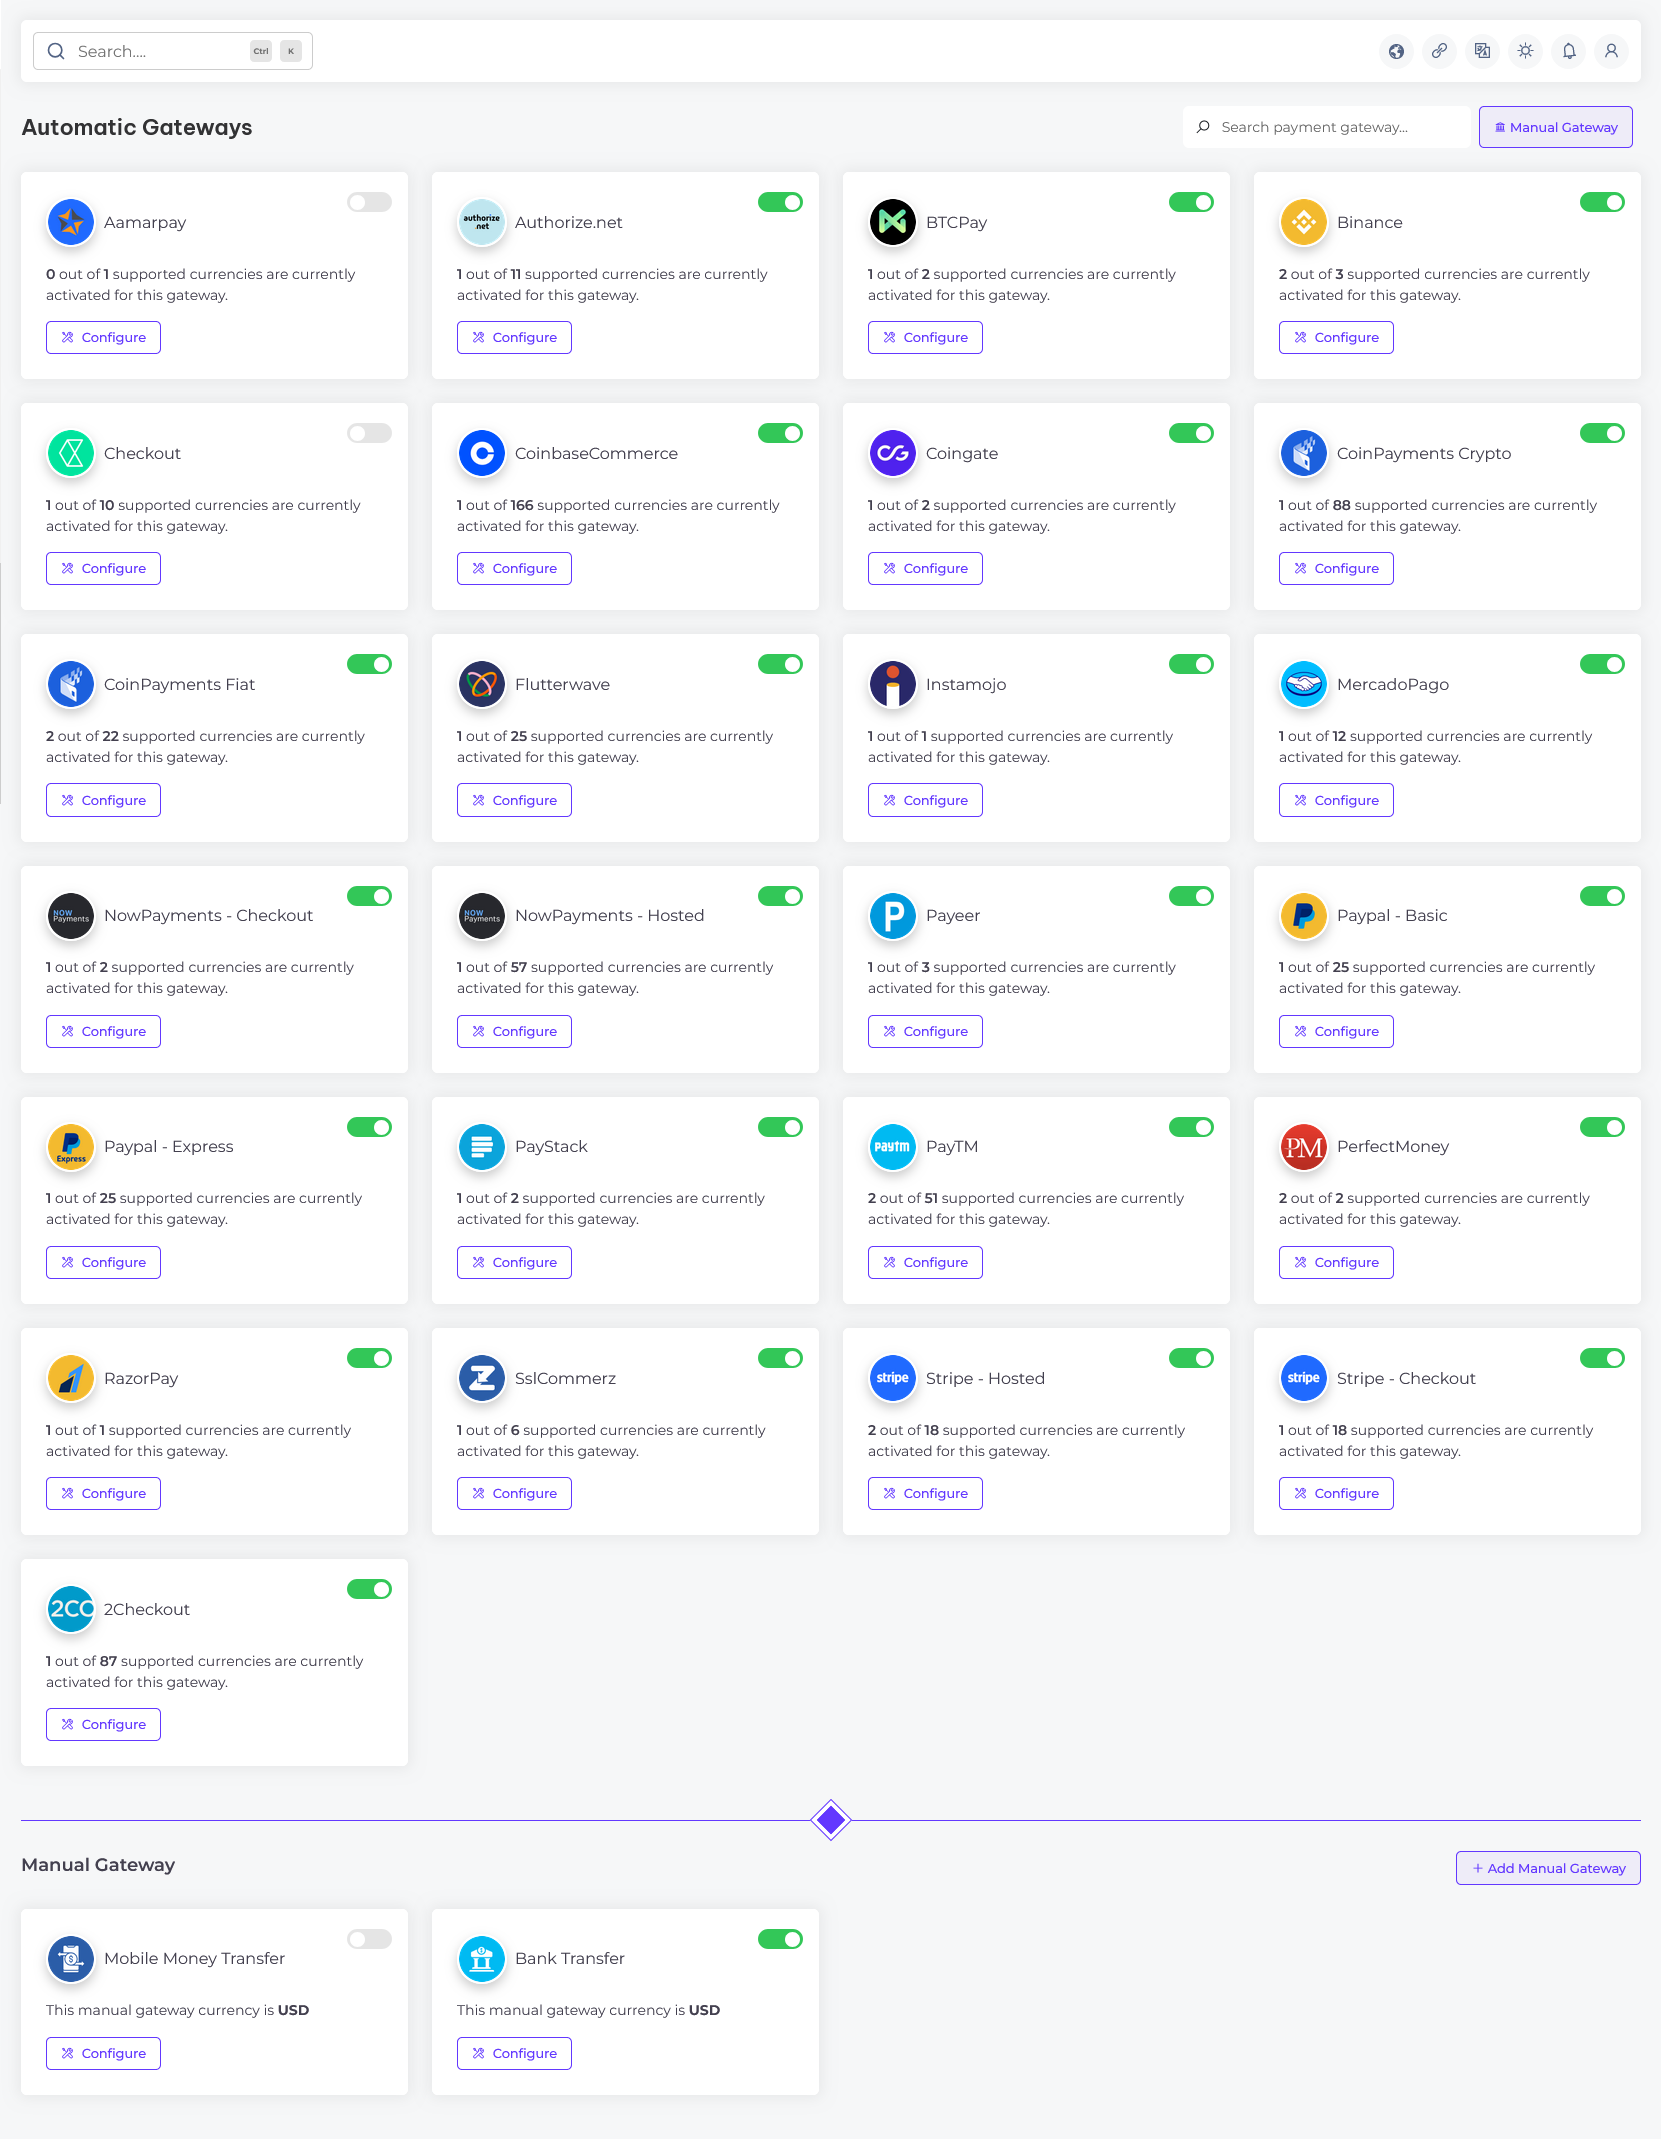 Search....
Ctrl
K
Automatic Gateways
Search payment gateway...
Manual Gateway
Aamarpay
0 out of 1 supported currencies are currently
activated for this gateway.
Configure
authorize
.net
Authorize.net
1 out of 11 supported currencies are currently
activated for this gateway.
Configure
BTCPay
1 out of 2 supported currencies are currently
activated for this gateway.
Configure
Binance
2 out of 3 supported currencies are currently
activated for this gateway.
Configure
Checkout
1 out of 10 supported currencies are currently
activated for this gateway.
Configure
CoinbaseCommerce
1 out of 166 supported currencies are currently
activated for this gateway.
Configure
Coingate
1 out of 2 supported currencies are currently
activated for this gateway.
Configure
CoinPayments Crypto
1 out of 88 supported currencies are currently
activated for this gateway.
Configure
CoinPayments Fiat
2 out of 22 supported currencies are currently
activated for this gateway.
Configure
Flutterwave
1 out of 25 supported currencies are currently
activated for this gateway.
Configure
Instamojo
1 out of 1 supported currencies are currently
activated for this gateway.
Configure
MercadoPago
1 out of 12 supported currencies are currently
activated for this gateway.
Configure
NOW
Payments
NowPayments - Checkout
1 out of 2 supported currencies are currently
activated for this gateway.
Configure
NOW
Payments
NowPayments - Hosted
1 out of 57 supported currencies are currently
activated for this gateway.
Configure
P
Payeer
1 out of 3 supported currencies are currently
activated for this gateway.
Configure
Paypal - Basic
1 out of 25 supported currencies are currently
activated for this gateway.
Configure
Express
Paypal - Express
1 out of 25 supported currencies are currently
activated for this gateway.
Configure
PayStack
1 out of 2 supported currencies are currently
activated for this gateway.
Configure
paytm
PayTM
2 out of 51 supported currencies are currently
activated for this gateway.
Configure
PM
PerfectMoney
2 out of 2 supported currencies are currently
activated for this gateway.
Configure
RazorPay
1 out of 1 supported currencies are currently
activated for this gateway.
Configure
SslCommerz
1 out of 6 supported currencies are currently
activated for this gateway.
Configure
stripe
Stripe - Hosted
2 out of 18 supported currencies are currently
activated for this gateway.
Configure
stripe
Stripe - Checkout
1 out of 18 supported currencies are currently
activated for this gateway.
Configure
2CO
2Checkout
1 out of 87 supported currencies are currently
activated for this gateway.
Configure
Manual Gateway
+ Add Manual Gateway
Mobile Money Transfer
This manual gateway currency is USD
Configure
Bank Transfer
This manual gateway currency is USD
Configure